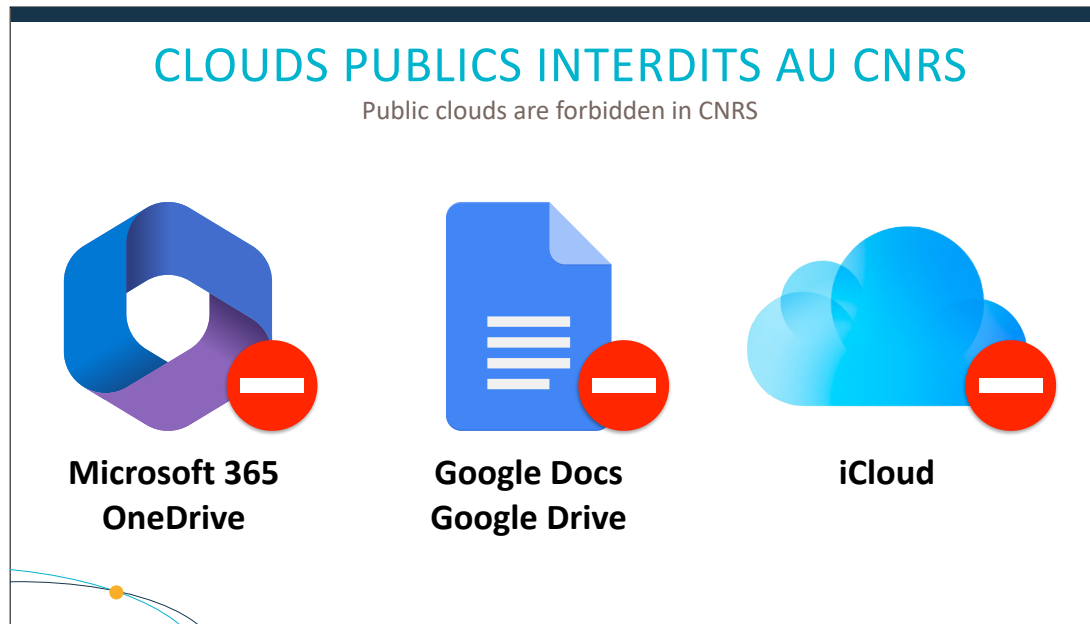 CLOUDS PUBLICS INTERDITS AU CNRS
Public clouds are forbidden in CNRS
Microsoft 365
OneDrive
Google Docs
Google Drive
iCloud